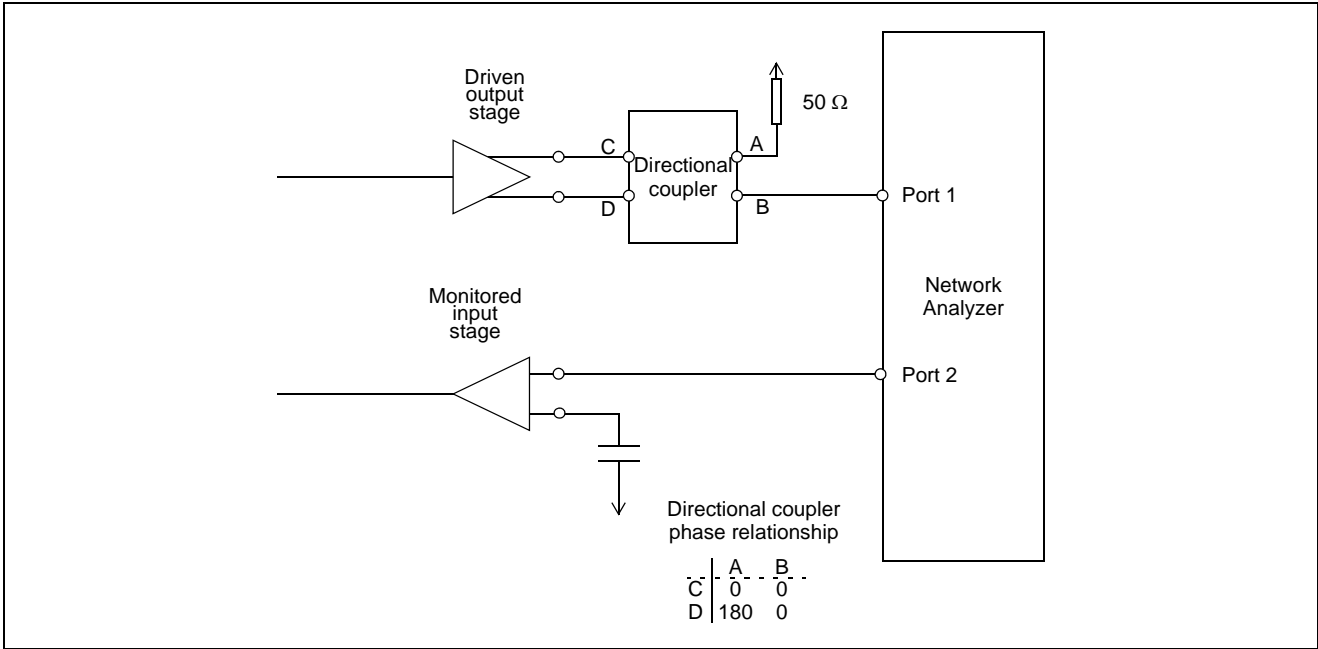 Driven
output
stage
50 Ω
C
A
Directional
coupler
D
B
Port 1
Network
Analyzer
Monitored
input
stage
Port 2
Directional coupler
phase relationship
A B
C 0 0
D 180 0